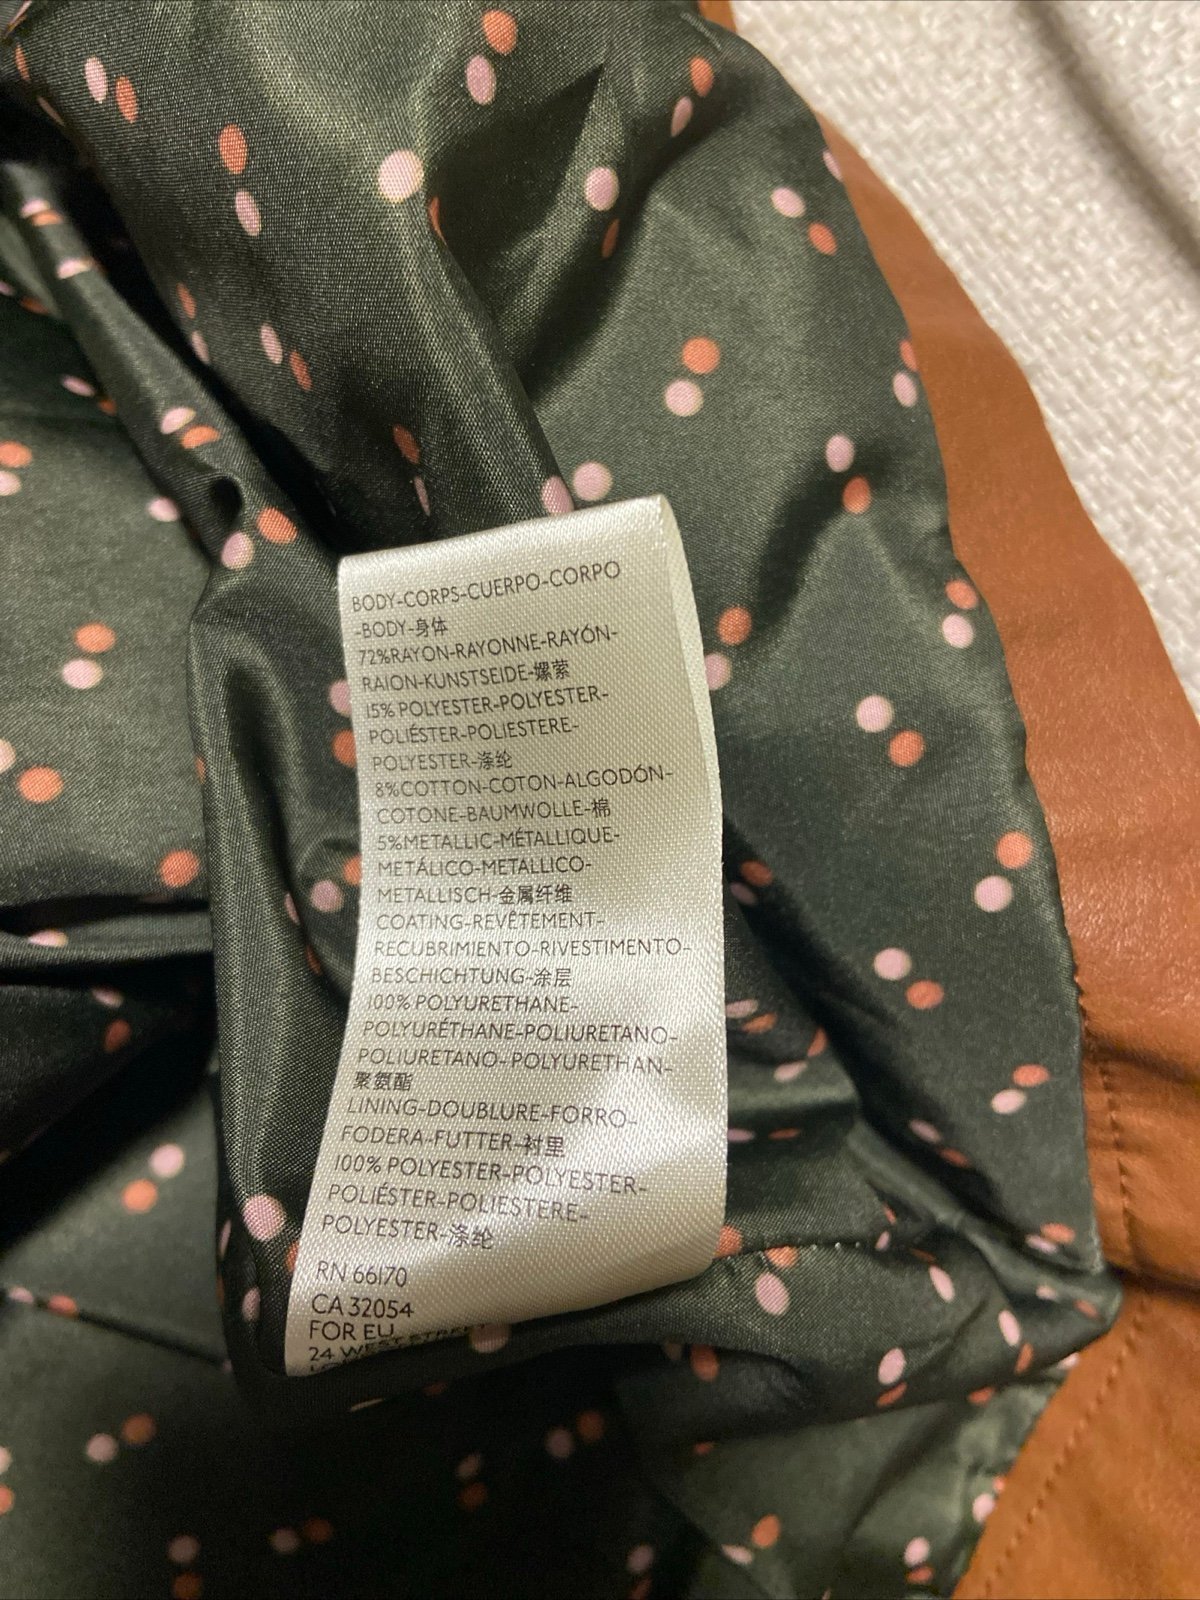 BODY-CORPS-CUERPO-CORPO
-BODY-身体
72%RAYON-RAYONNE-RAYÓN-
RAION-KUNSTSEIDE-嫘萦
15% POLYESTER-POLYESTER-
POLIÉSTER-POLIESTERE-
POLYESTER-涤纶
8%COTTON-COTON-ALGODÓN-
COTONE-BAUMWOLLE-棉
5%METALLIC-MÉTALLIQUE-
METÁLICO-METALLICO-
METALLISCH-金属纤维
COATING-REVÊTEMENT-
RECUBRIMIENTO-RIVESTIMENTO-
BESCHICHTUNG-涂层
100% POLYURETHANE-
POLYURÉTHANE-POLIURETANO-
POLIURETANO-POLYURETHAN-
聚氨酯
LINING-DOUBLURE-FORRO-
FODERA-FUTTER-衬里
100% POLYESTER-POLYESTER-
POLIÉSTER-POLIESTERE-
POLYESTER-涤纶
RN 66170
CA 32054
FOR EU
24 WEST STREET